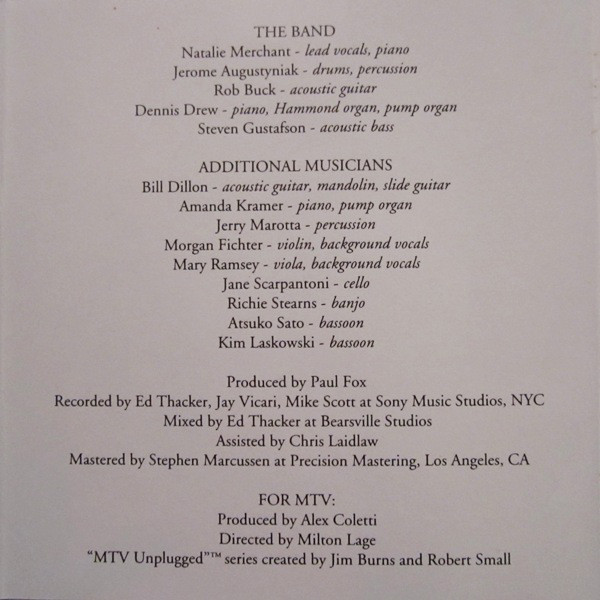 THE BAND
Natalie Merchant - lead vocals, piano
Jerome Augustyniak - drums, percussion
Rob Buck - acoustic guitar
Dennis Drew - piano, Hammond organ, pump organ
Steven Gustafson - acoustic bass
ADDITIONAL MUSICIANS
Bill Dillon - acoustic guitar, mandolin, slide guitar
Amanda Kramer - piano, pump organ
Jerry Marotta - percussion
Morgan Fichter - violin, background vocals
Mary Ramsey - viola, background vocals
Jane Scarpantoni - cello
Richie Stearns - banjo
Atsuko Sato - bassoon
Kim Laskowski - bassoon
Produced by Paul Fox
Recorded by Ed Thacker, Jay Vicari, Mike Scott at Sony Music Studios, NYC
Mixed by Ed Thacker at Bearsville Studios
Assisted by Chris Laidlaw
Mastered by Stephen Marcussen at Precision Mastering, Los Angeles, CA
FOR MTV:
Produced by Alex Coletti
Directed by Milton Lage
“MTV Unplugged”™ series created by Jim Burns and Robert Small